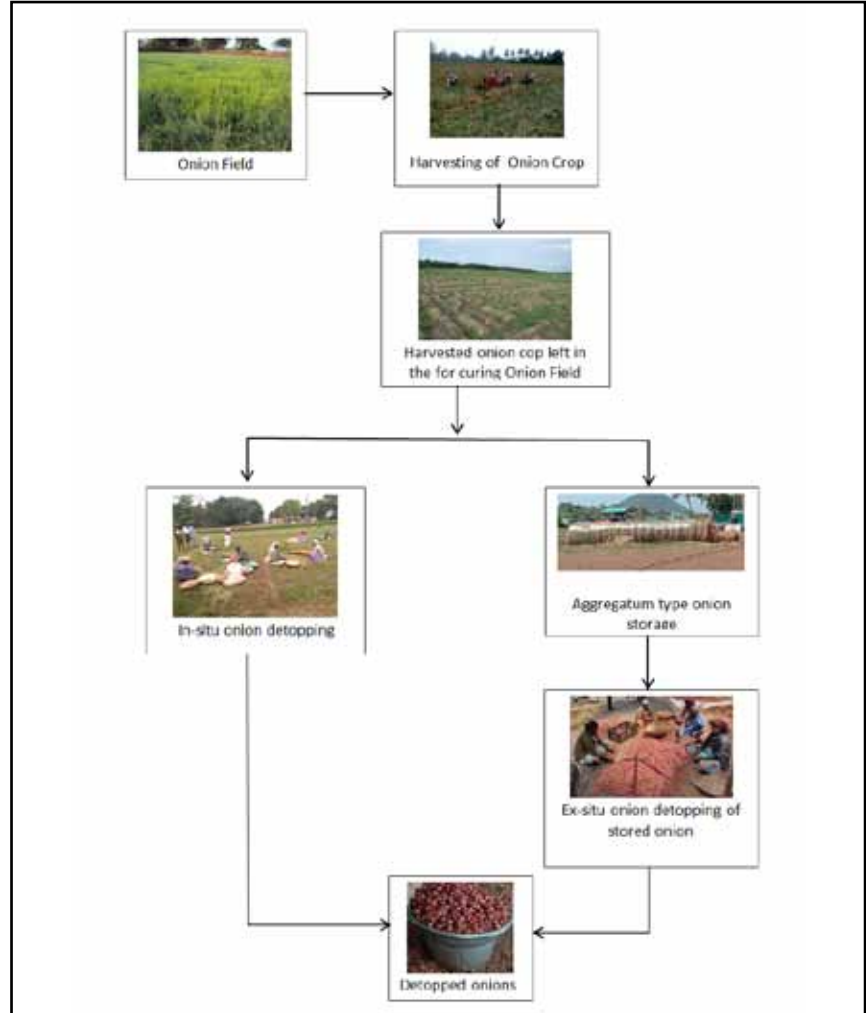 Onion Field
Harvesting of Onion Crop
Harvested onion cop left in
the for curing Onion Field
In-situ onion detopping
Aggregatum type onion
storage
Ex-situ onion detopping of
stored onion
Detopped onions